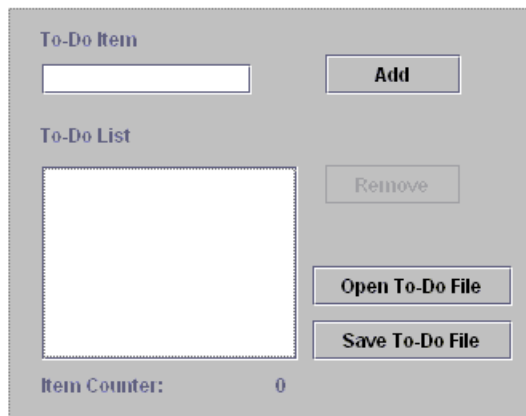 To-Do Item
Add
To-Do List
Remove
Open To-Do File
Save To-Do File
Item Counter: 0